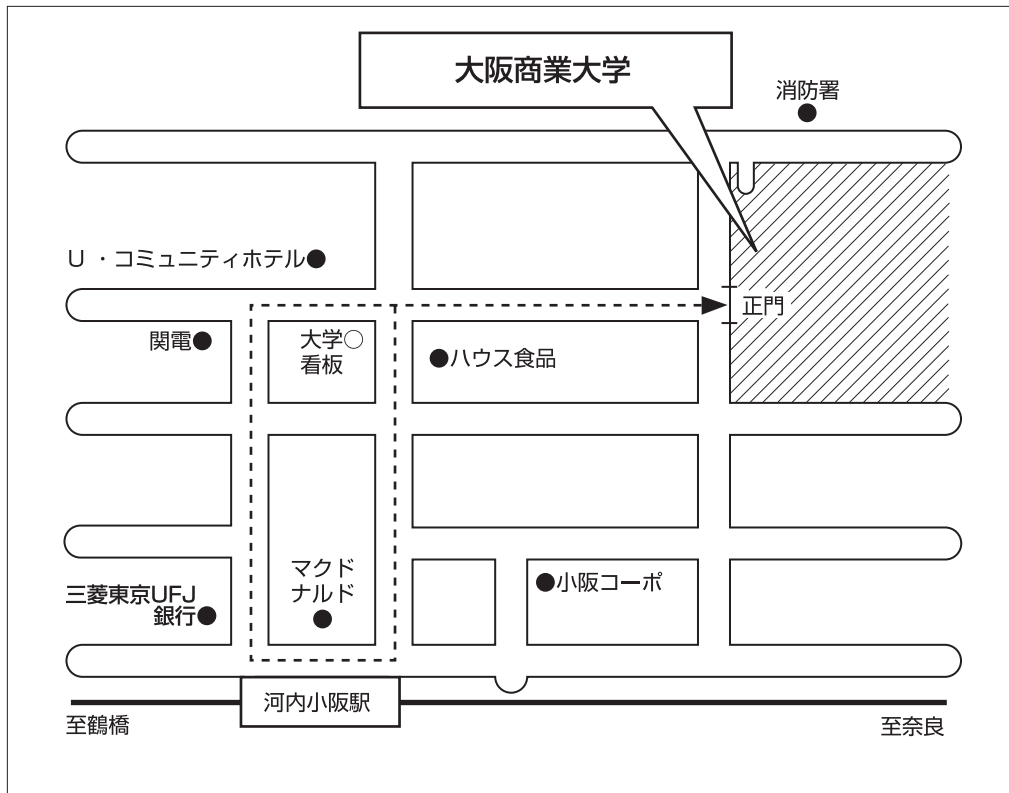 大阪商業大学
消防署
U・コミュニティホテル
正門
関電
大学
看板
ハウス食品
マクド
ナルド
小阪コーポ
三菱東京UFJ
銀行
河内小阪駅
至鶴橋
至奈良